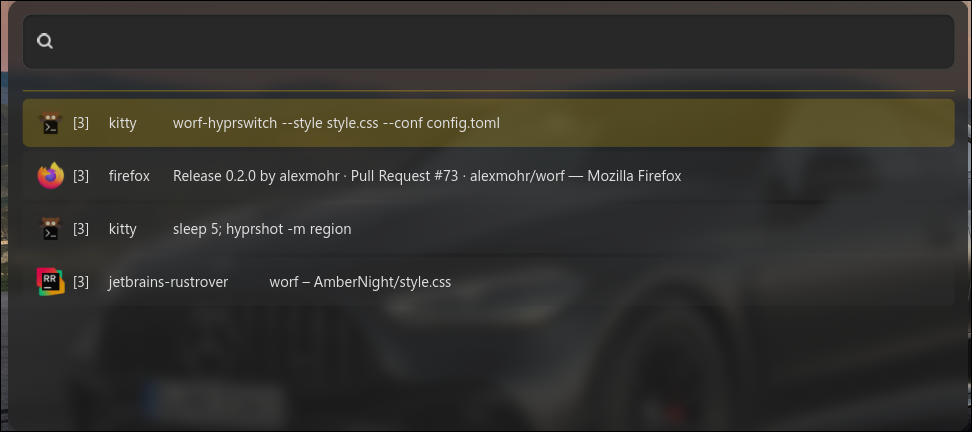 [3] kitty worf-hyprswitch --style style.css --conf config.toml
[3] firefox Release 0.2.0 by alexmohr · Pull Request #73 · alexmohr/worf — Mozilla Firefox
[3] kitty sleep 5; hyprshot -m region
RR [3] jetbrains-rustrover worf – AmberNight/style.css